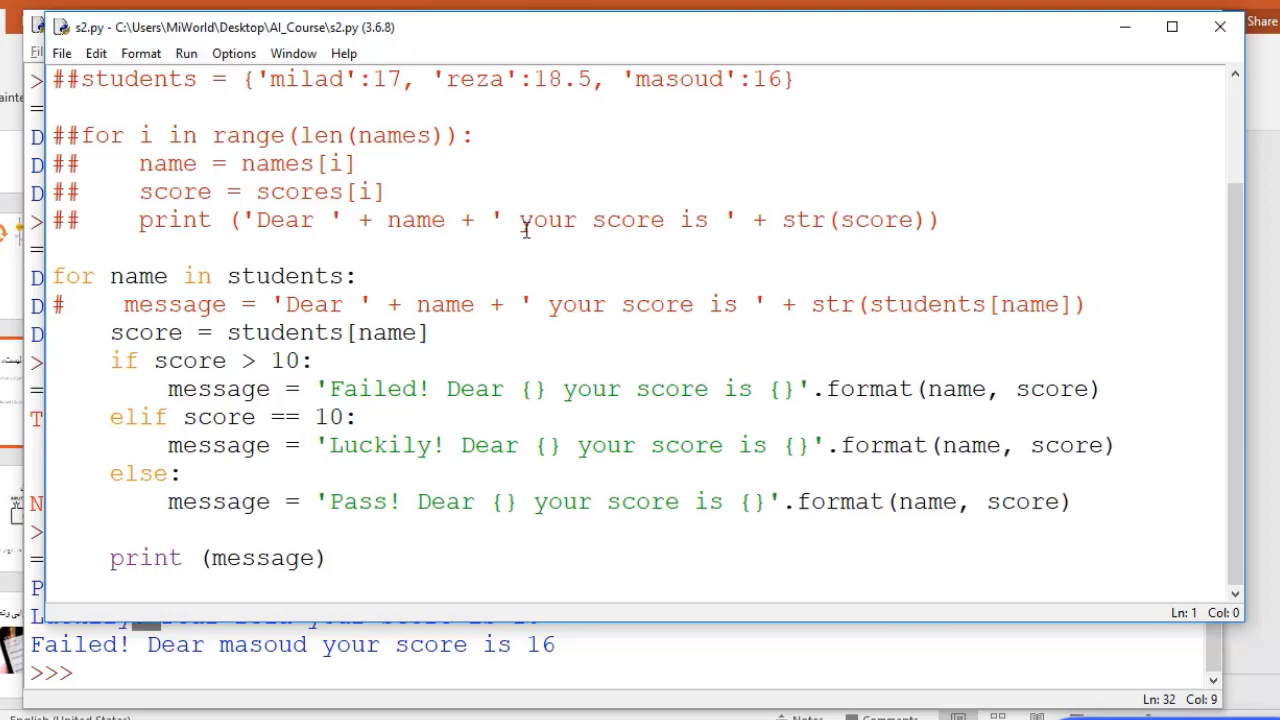 Share
s2.py - C:\Users\MiWorld\Desktop\AI_Course\s2.py (3.6.8)
File Edit Format Run Options Window Help
##students = {'milad':17, 'reza':18.5, 'masoud':16}
##for i in range(len(names)):
##    name = names[i]
##    score = scores[i]
##    print ('Dear ' + name + ' your score is ' + str(score))
for name in students:
#    message = 'Dear ' + name + ' your score is ' + str(students[name])
    score = students[name]
    if score > 10:
        message = 'Failed! Dear {} your score is {}'.format(name, score)
    elif score == 10:
        message = 'Luckily! Dear {} your score is {}'.format(name, score)
    else:
        message = 'Pass! Dear {} your score is {}'.format(name, score)
    print (message)
Ln: 1 Col: 0
Failed! Dear masoud your score is 16
>>>
Ln: 32 Col: 9